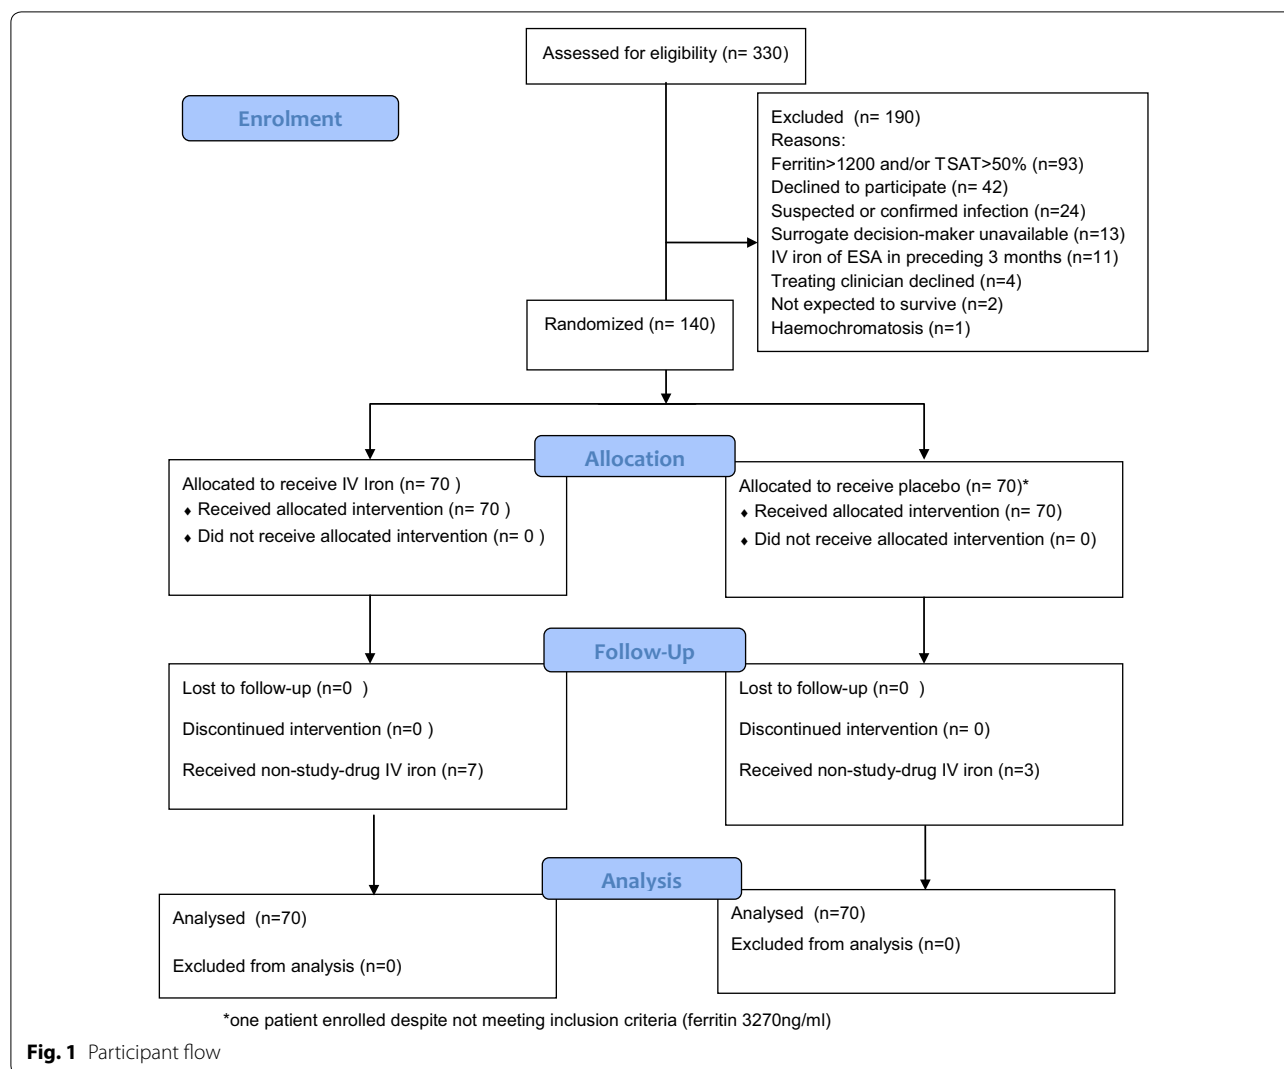 Assessed for eligibility (n= 330)
Enrolment
Excluded (n= 190)
Reasons:
Ferritin>1200 and/or TSAT>50% (n=93)
Declined to participate (n= 42)
Suspected or confirmed infection (n=24)
Surrogate decision-maker unavailable (n=13)
IV iron of ESA in preceding 3 months (n=11)
Treating clinician declined (n=4)
Not expected to survive (n=2)
Haemochromatosis (n=1)
Randomized (n= 140)
Allocation
Allocated to receive IV Iron (n= 70 )
♦ Received allocated intervention (n= 70 )
♦ Did not receive allocated intervention (n= 0 )
Allocated to receive placebo (n= 70)*
♦ Received allocated intervention (n= 70)
♦ Did not receive allocated intervention (n= 0)
Follow-Up
Lost to follow-up (n=0 )
Discontinued intervention (n=0 )
Received non-study-drug IV iron (n=7)
Lost to follow-up (n=0 )
Discontinued intervention (n= 0)
Received non-study-drug IV iron (n=3)
Analysis
Analysed (n=70)
Excluded from analysis (n=0)
Analysed (n=70)
Excluded from analysis (n=0)
*one patient enrolled despite not meeting inclusion criteria (ferritin 3270ng/ml)
Fig. 1 Participant flow